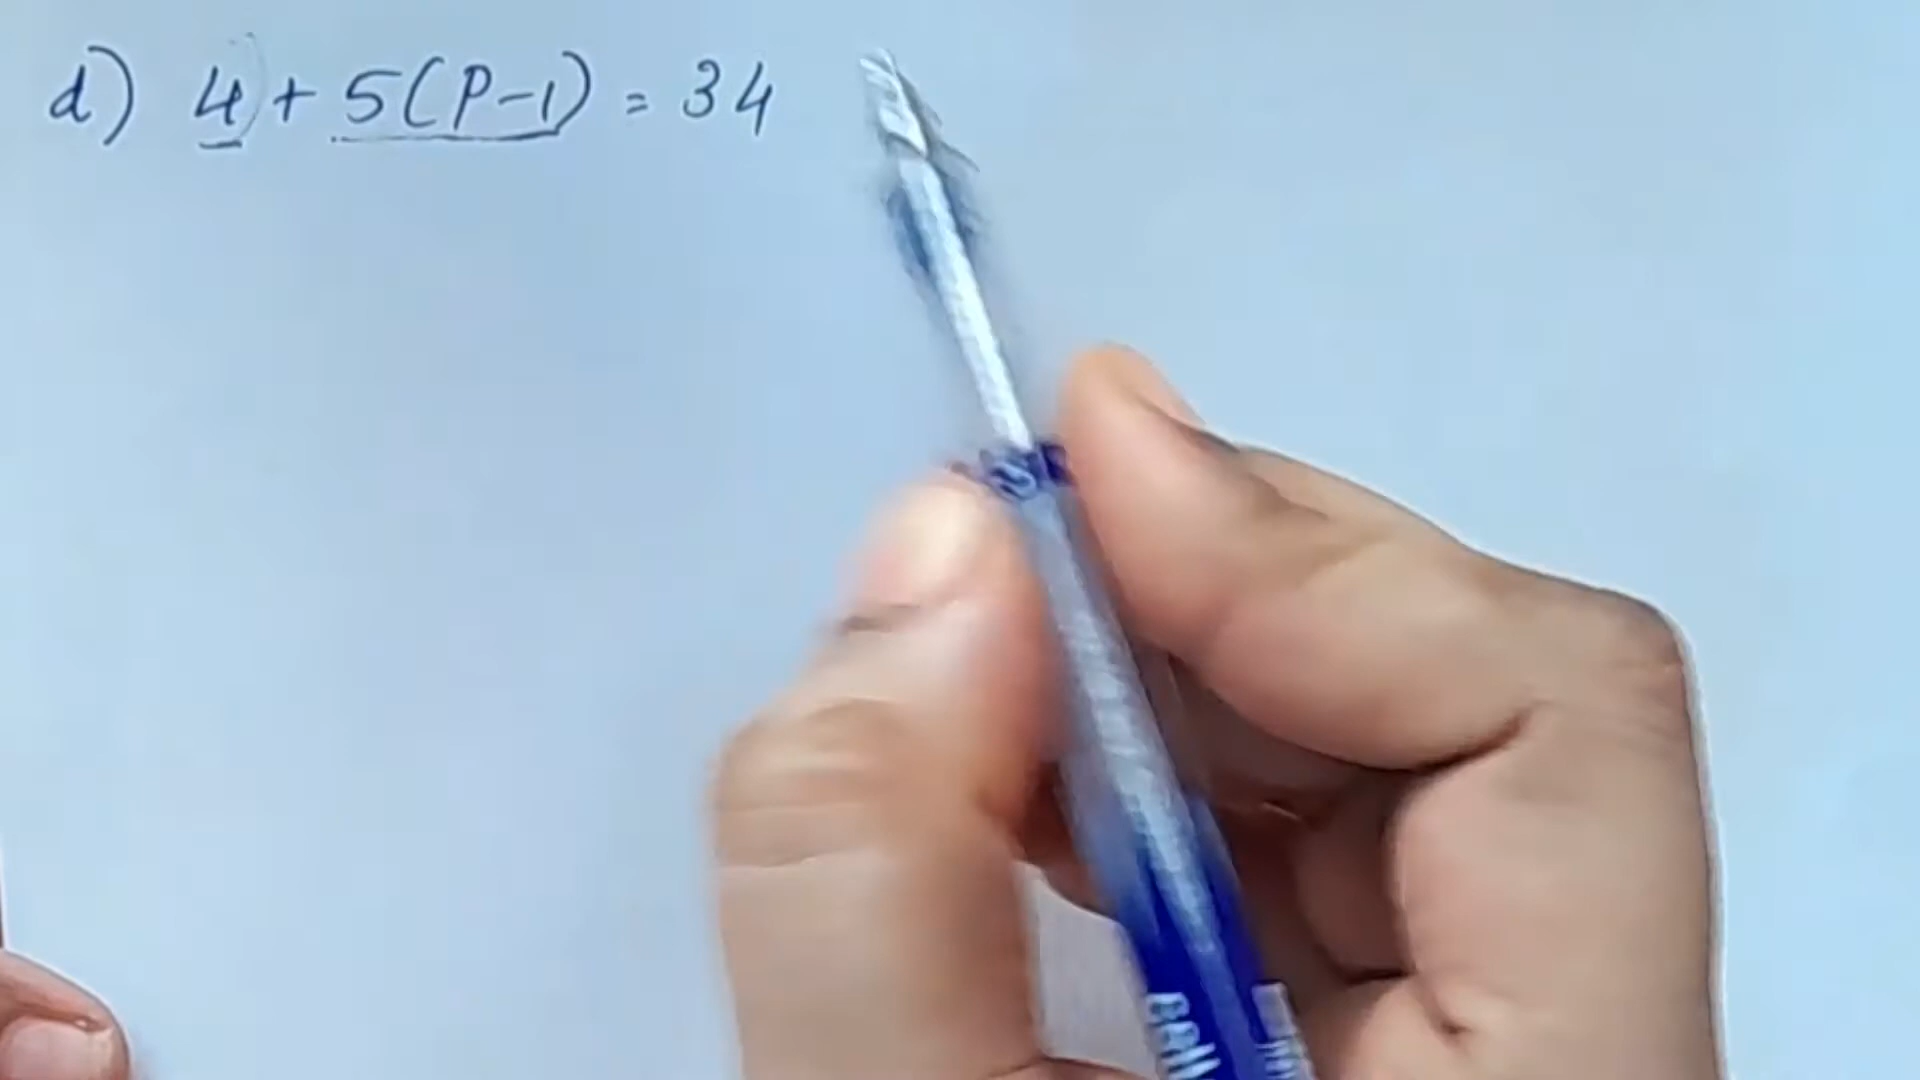 d) 4 + 5(P-1) = 34